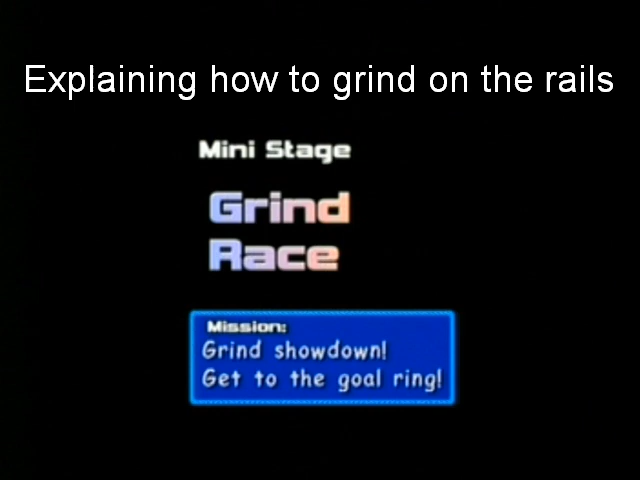 Explaining how to grind on the rails
Mini Stage
Grind
Race
Mission:
Grind showdown!
Get to the goal ring!